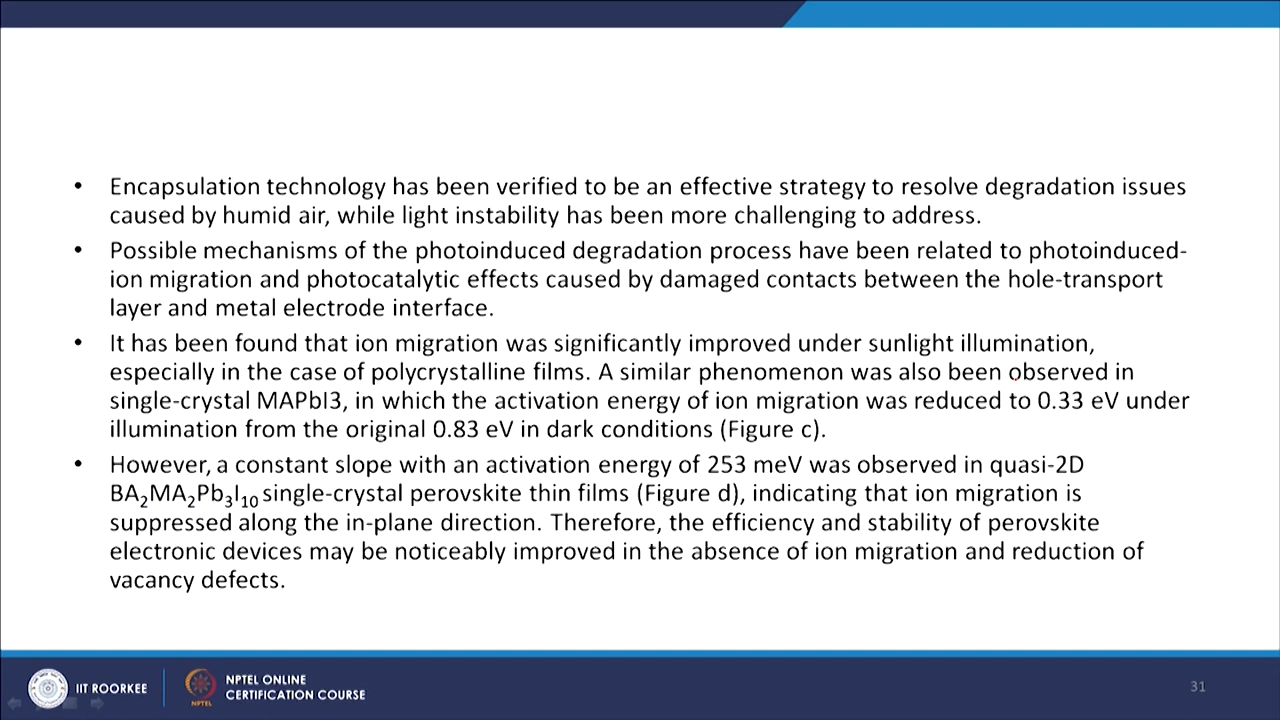 • Encapsulation technology has been verified to be an effective strategy to resolve degradation issues
caused by humid air, while light instability has been more challenging to address.
• Possible mechanisms of the photoinduced degradation process have been related to photoinduced-
ion migration and photocatalytic effects caused by damaged contacts between the hole-transport
layer and metal electrode interface.
• It has been found that ion migration was significantly improved under sunlight illumination,
especially in the case of polycrystalline films. A similar phenomenon was also been observed in
single-crystal MAPbI3, in which the activation energy of ion migration was reduced to 0.33 eV under
illumination from the original 0.83 eV in dark conditions (Figure c).
• However, a constant slope with an activation energy of 253 meV was observed in quasi-2D
BA₂MA₂Pb₃I₁₀ single-crystal perovskite thin films (Figure d), indicating that ion migration is
suppressed along the in-plane direction. Therefore, the efficiency and stability of perovskite
electronic devices may be noticeably improved in the absence of ion migration and reduction of
vacancy defects.
IIT ROORKEE
NPTEL
NPTEL ONLINE
CERTIFICATION COURSE
31